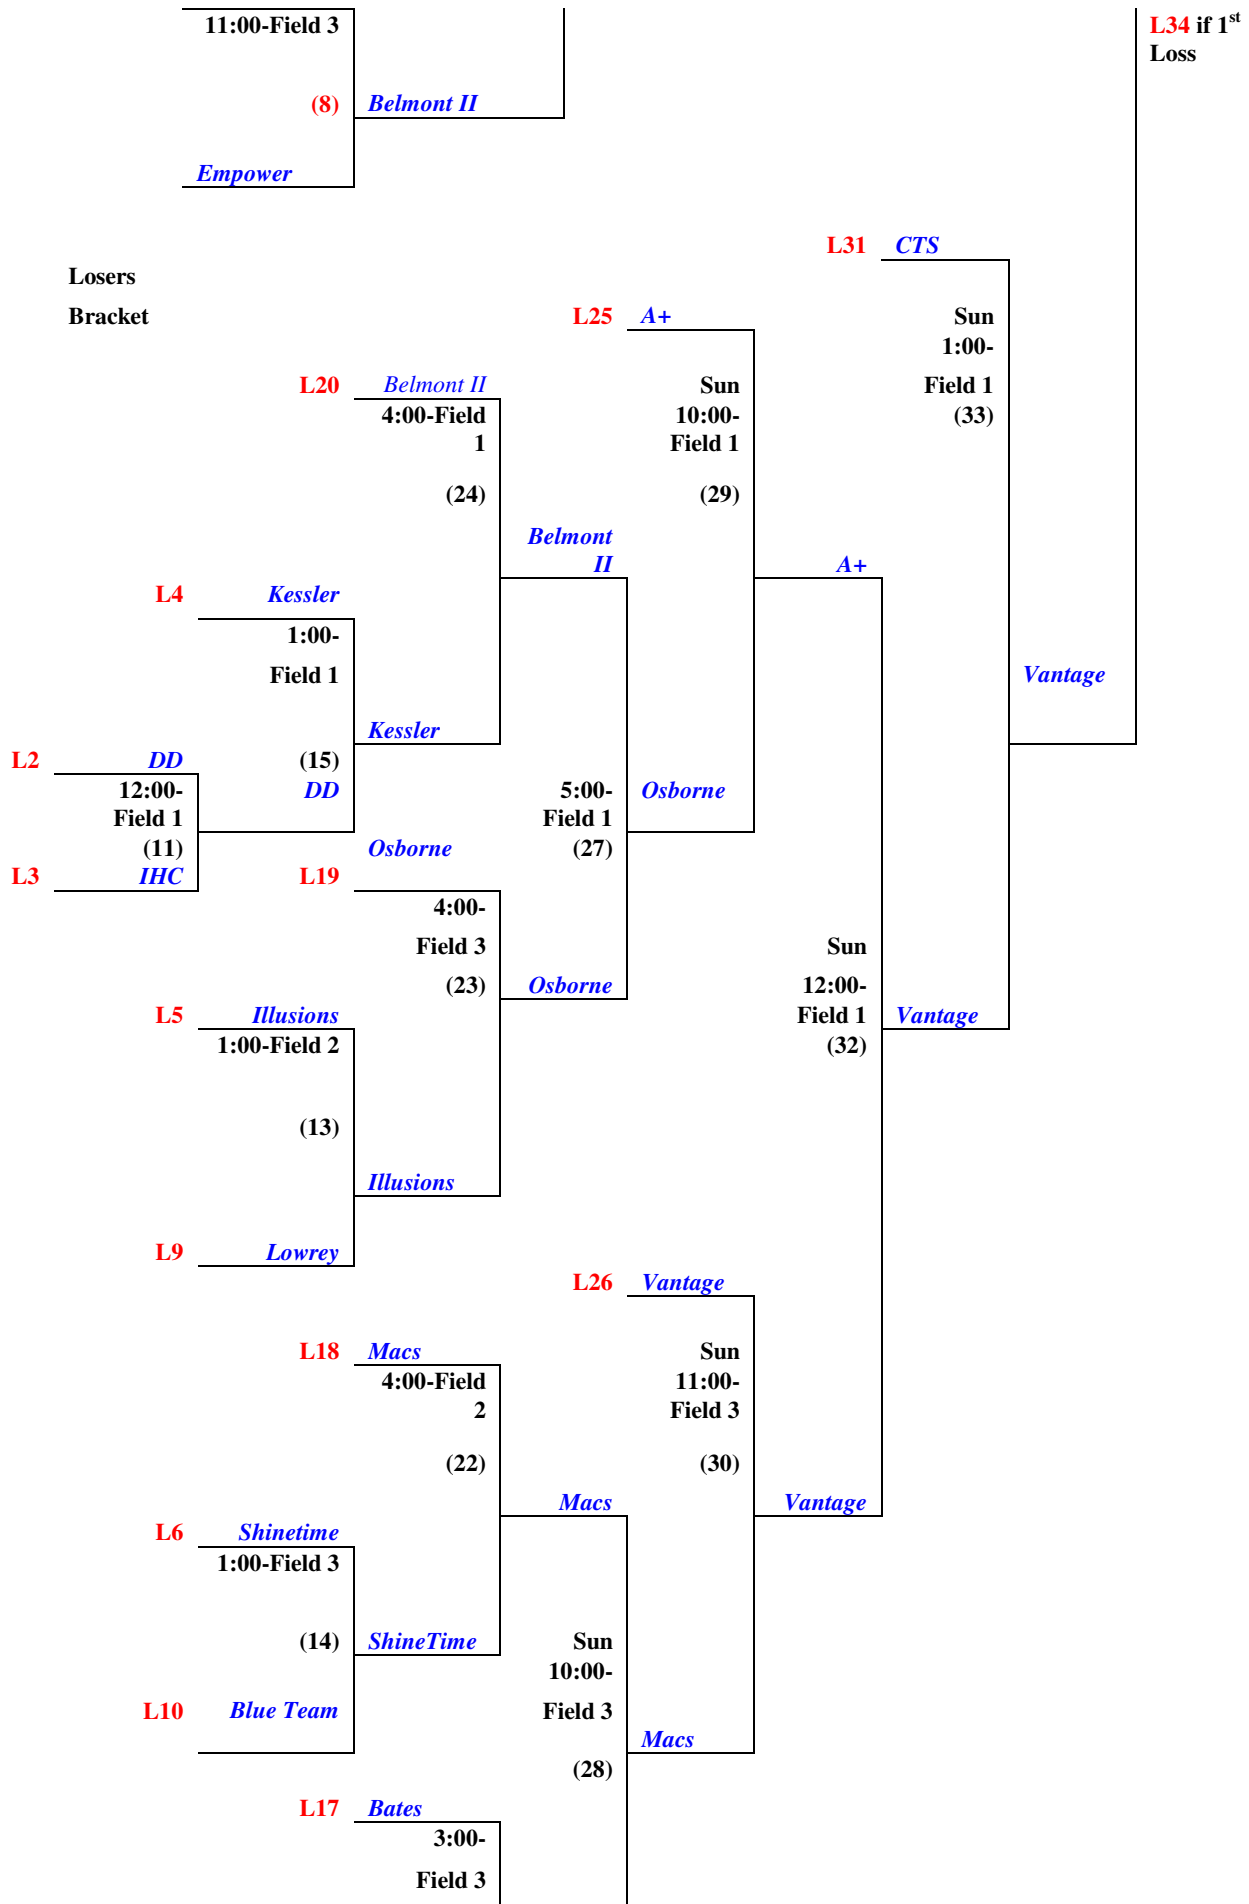 11:00-Field 3
L34 if 1st
Loss
(8) Belmont II
Empower
L31 CTS
Losers
Bracket
L25 A+
Sun
1:00-
Field 1
(33)
L20 Belmont II
4:00-Field
1
(24)
Sun
10:00-
Field 1
(29)
Belmont
II
A+
L4 Kessler
1:00-
Field 1
(15)
Kessler
Vantage
L2 DD
12:00-
Field 1
(11)
L3 IHC
DD
5:00-
Field 1
(27)
Osborne
Osborne
L19
4:00-
Field 3
(23)
Osborne
Sun
12:00-
Field 1
(32)
Vantage
L5 Illusions
1:00-Field 2
(13)
Illusions
L9 Lowrey
L26 Vantage
L18 Macs
4:00-Field
2
(22)
Sun
11:00-
Field 3
(30)
Macs
Vantage
L6 Shinetime
1:00-Field 3
(14) ShineTime
L10 Blue Team
Sun
10:00-
Field 3
(28)
Macs
L17 Bates
3:00-
Field 3